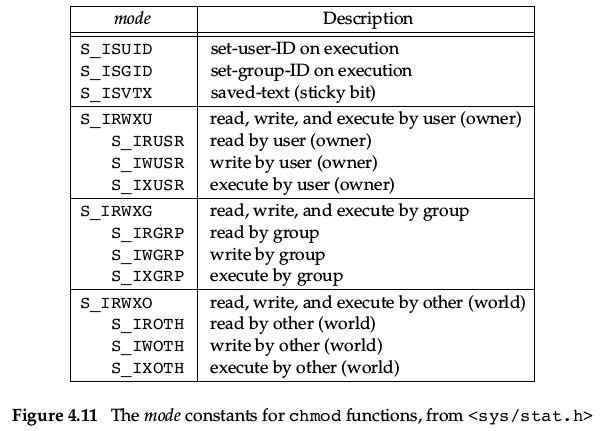 mode Description
S_ISUID set-user-ID on execution
S_ISGID set-group-ID on execution
S_ISVTX saved-text (sticky bit)
S_IRWXU read, write, and execute by user (owner)
S_IRUSR read by user (owner)
S_IWUSR write by user (owner)
S_IXUSR execute by user (owner)
S_IRWXG read, write, and execute by group
S_IRGRP read by group
S_IWGRP write by group
S_IXGRP execute by group
S_IRWXO read, write, and execute by other (world)
S_IROTH read by other (world)
S_IWOTH write by other (world)
S_IXOTH execute by other (world)
Figure 4.11 The mode constants for chmod functions, from <sys/stat.h>